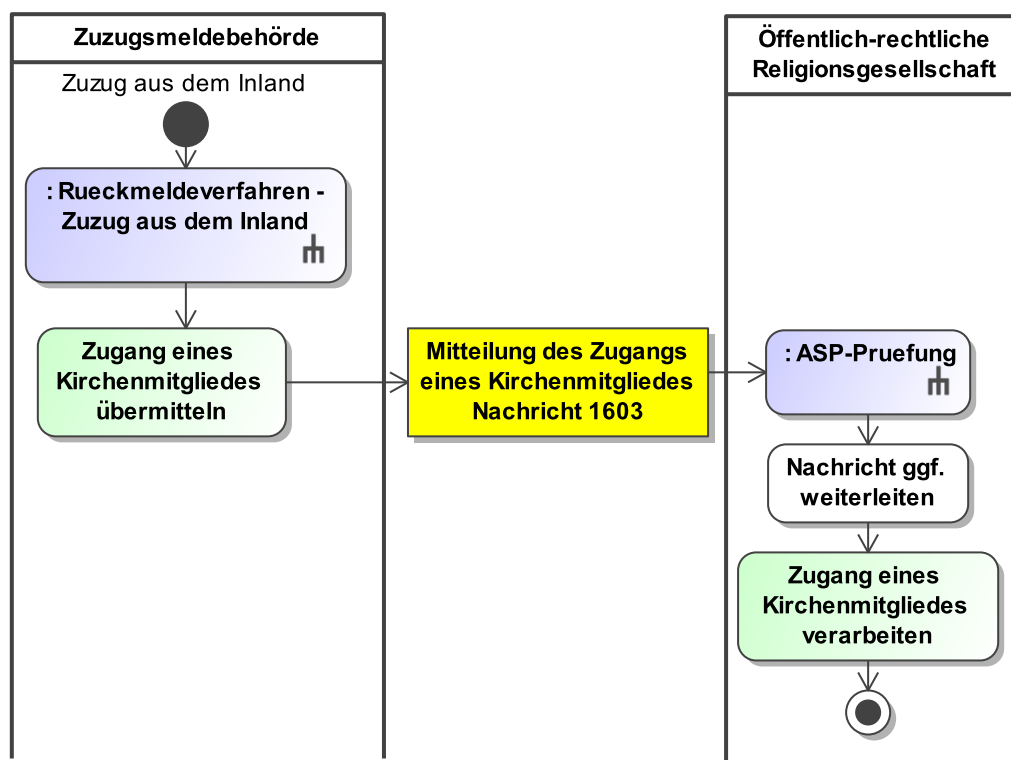 Zuzugsmeldebehörde
Zuzug aus dem Inland
: Rueckmeldeverfahren -
Zuzug aus dem Inland
Zugang eines
Kirchenmitgliedes
übermitteln
Mitteilung des Zugangs
eines Kirchenmitgliedes
Nachricht 1603
Öffentlich-rechtliche
Religionsgesellschaft
: ASP-Pruefung
Nachricht ggf.
weiterleiten
Zugang eines
Kirchenmitgliedes
verarbeiten